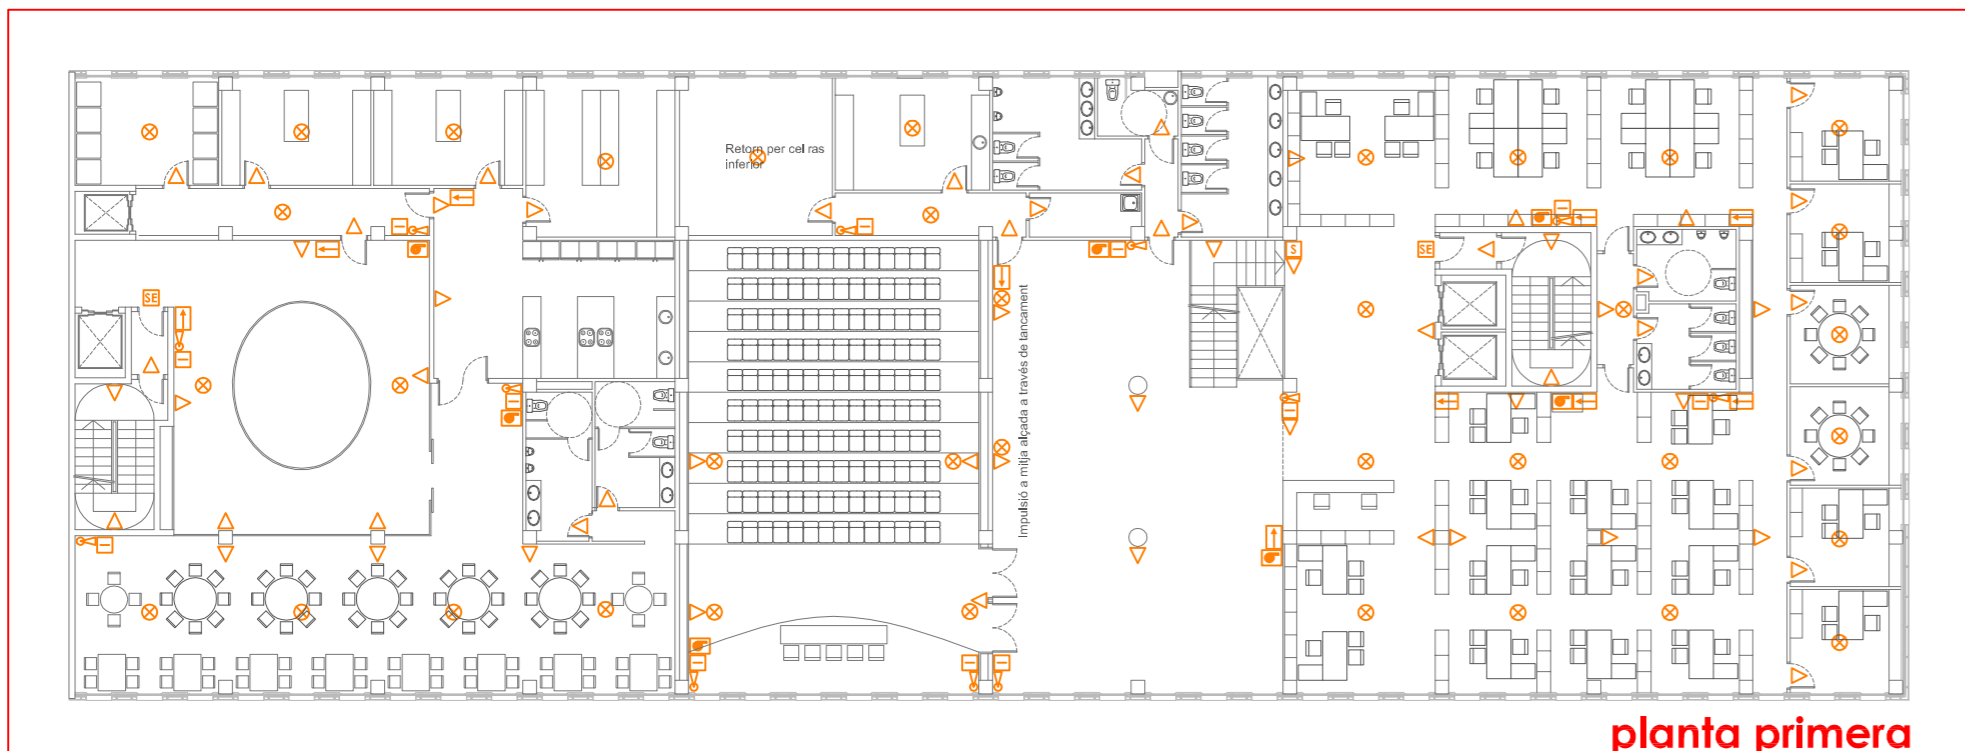 Retorn per cel ras
inferior
SE
S
SE
Impulsió a mitja alçada a través de tancament
planta primera